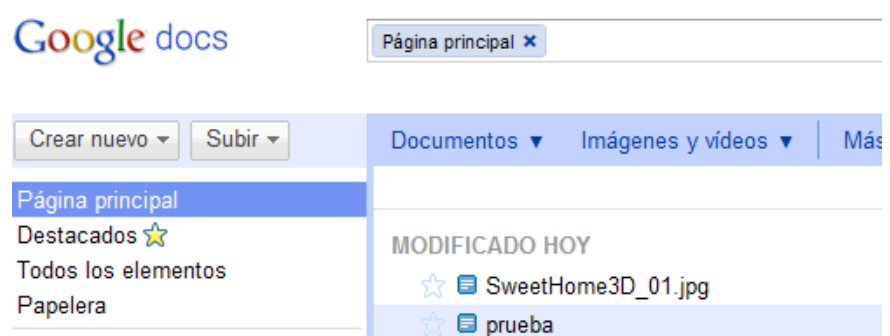 Google docs
Página principal ×
Crear nuevo
Subir
Documentos
Imágenes y vídeos
Más
Página principal
Destacados
Todos los elementos
Papelera
MODIFICADO HOY
SweetHome3D_01.jpg
prueba